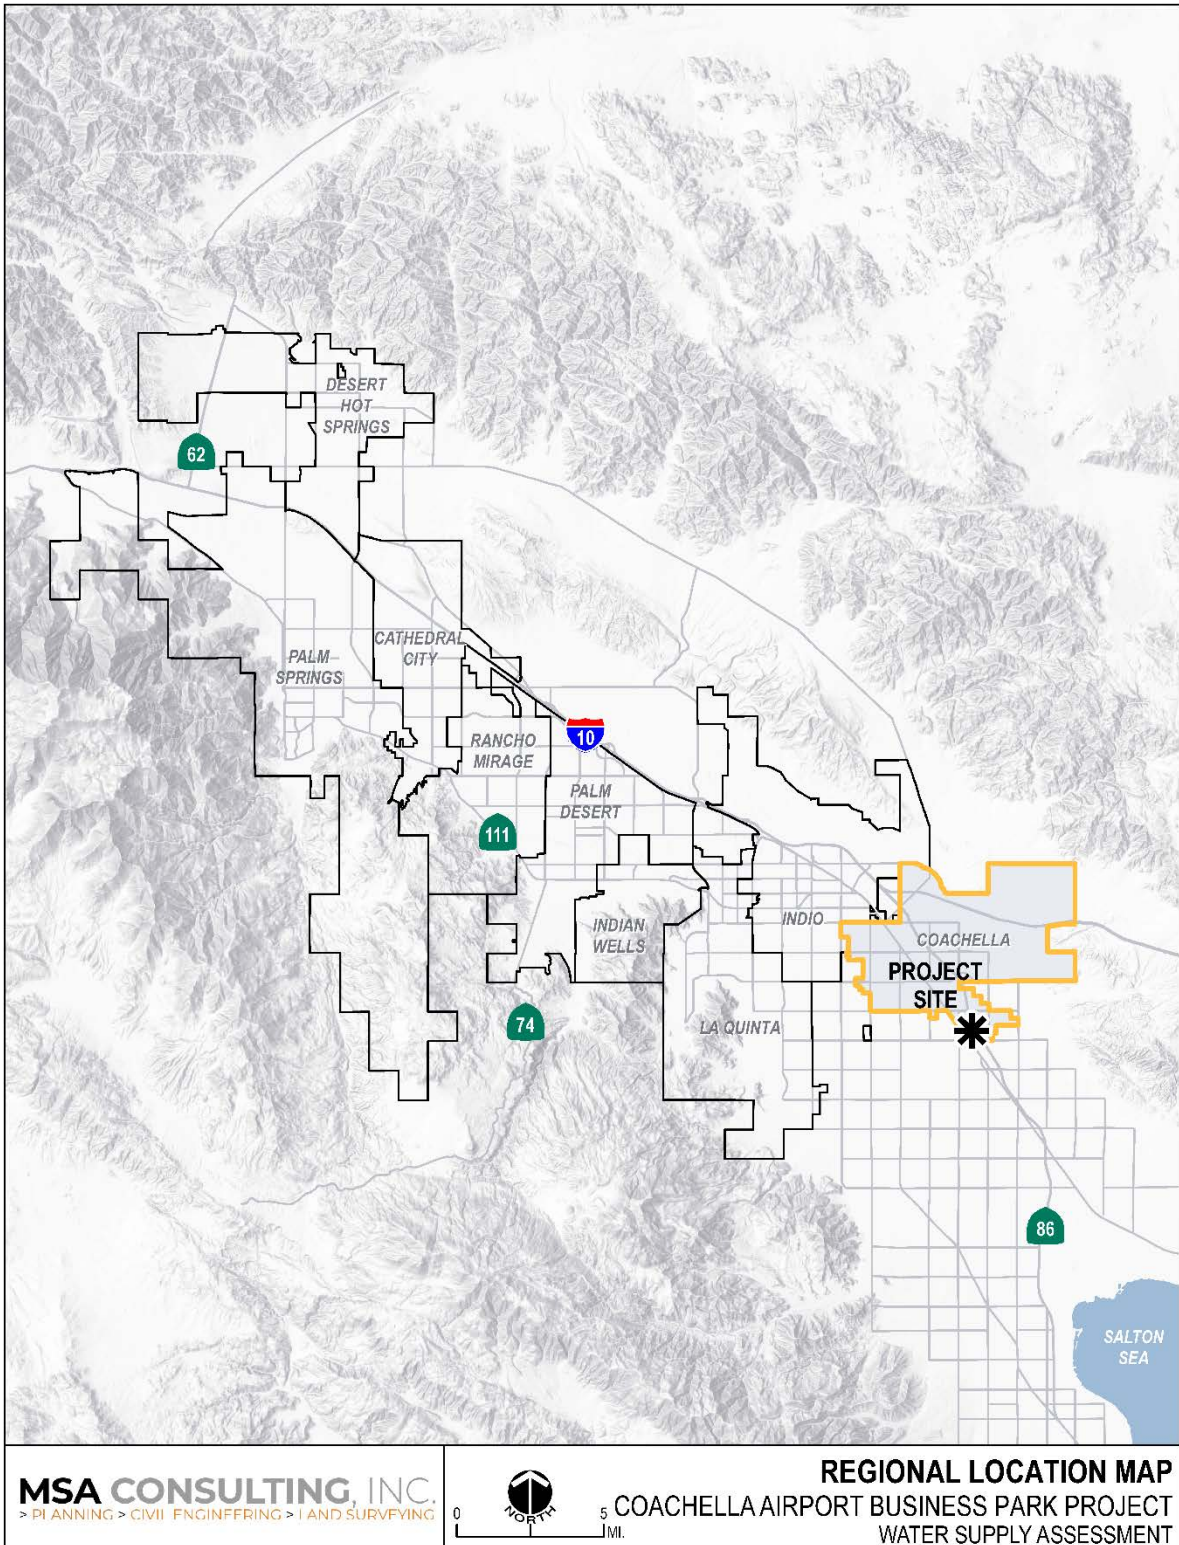 DESERT
HOT
SPRINGS
62
CATHEDRAL
CITY
PALM
SPRINGS
10
RANCHO
MIRAGE
PALM
DESERT
111
INDIO
INDIAN
WELLS
COACHELLA
PROJECT
SITE
74
LA QUINTA
86
SALTON
SEA
MSA CONSULTING, INC.
> PLANNING > CIVIL ENGINEERING > LAND SURVEYING
0
NORTH
5
MI.
REGIONAL LOCATION MAP
COACHELLA AIRPORT BUSINESS PARK PROJECT
WATER SUPPLY ASSESSMENT